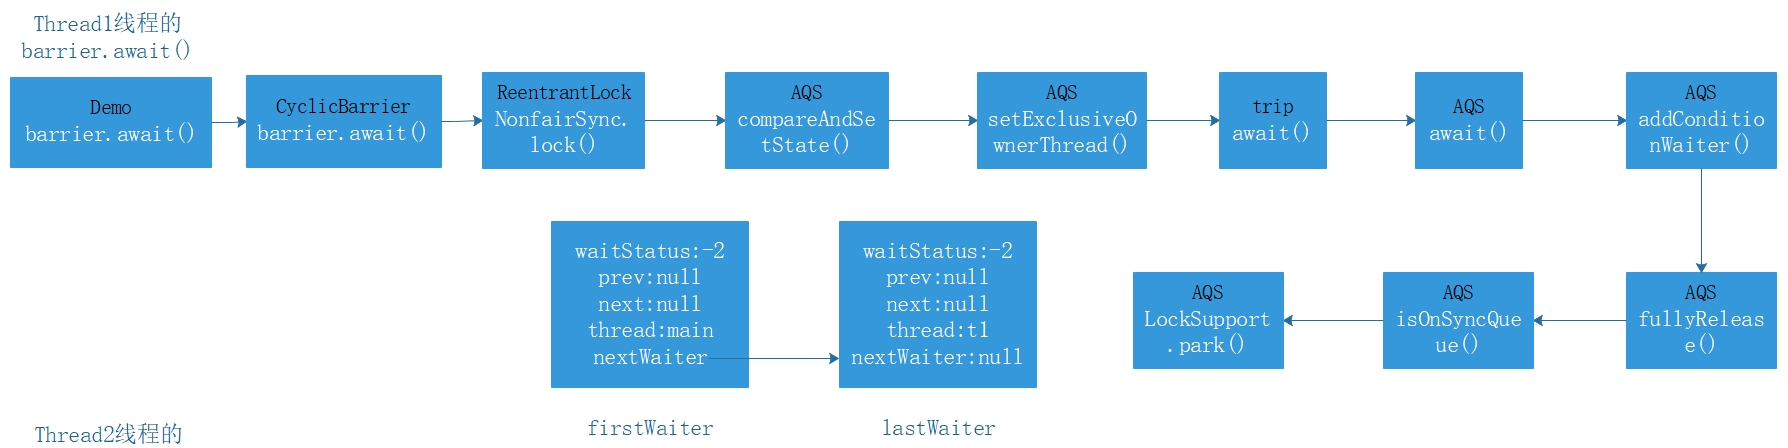 Thread1线程的
barrier.await()
Demo
barrier.await()
CyclicBarrier
barrier.await()
ReentrantLock
NonfairSync.
lock()
AQS
compareAndSe
tState()
AQS
setExclusiveO
wnerThread()
trip
await()
AQS
await()
AQS
addConditio
nWaiter()
waitStatus:-2
prev:null
next:null
thread:main
nextWaiter
firstWaiter
waitStatus:-2
prev:null
next:null
thread:t1
nextWaiter:null
lastWaiter
AQS
LockSupport
.park()
AQS
isOnSyncQue
ue()
AQS
fullyReleas
e()
Thread2线程的